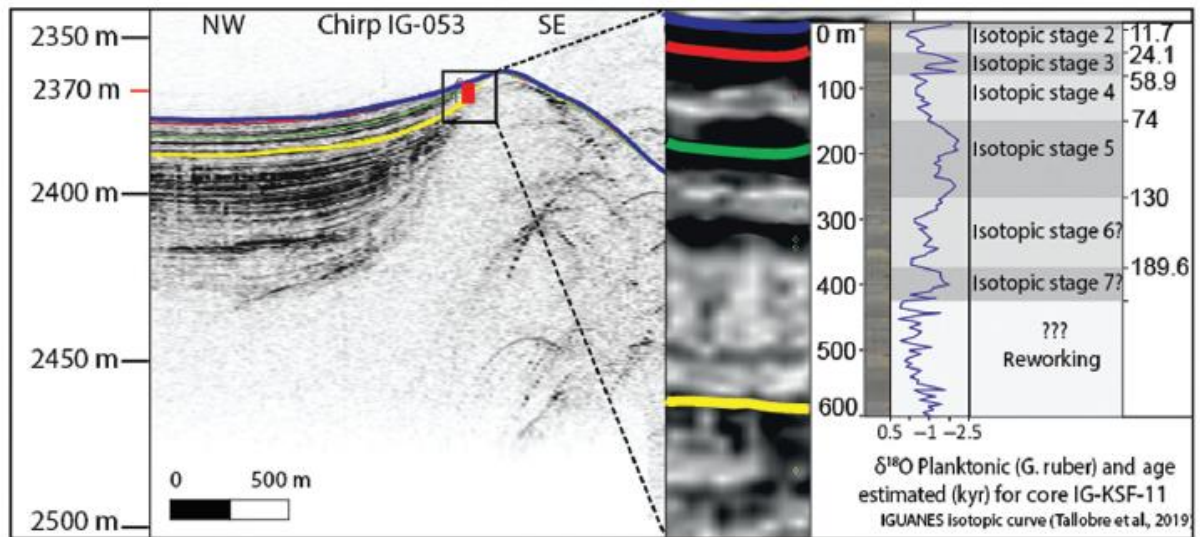 NW Chirp IG-053 SE
2350 m
2370 m
2400 m
2450 m
2500 m
0 500 m
0 m
100
200
300
400
500
600
Isotopic stage 2
Isotopic stage 3
Isotopic stage 4
Isotopic stage 5
Isotopic stage 6?
Isotopic stage 7?
???
Reworking
11.7
24.1
58.9
74
130
189.6
0.5 −1 −2.5
δ¹⁸O Planktonic (G. ruber) and age
estimated (kyr) for core IG-KSF-11
IGUANES isotopic curve (Tallobre et al., 2019)